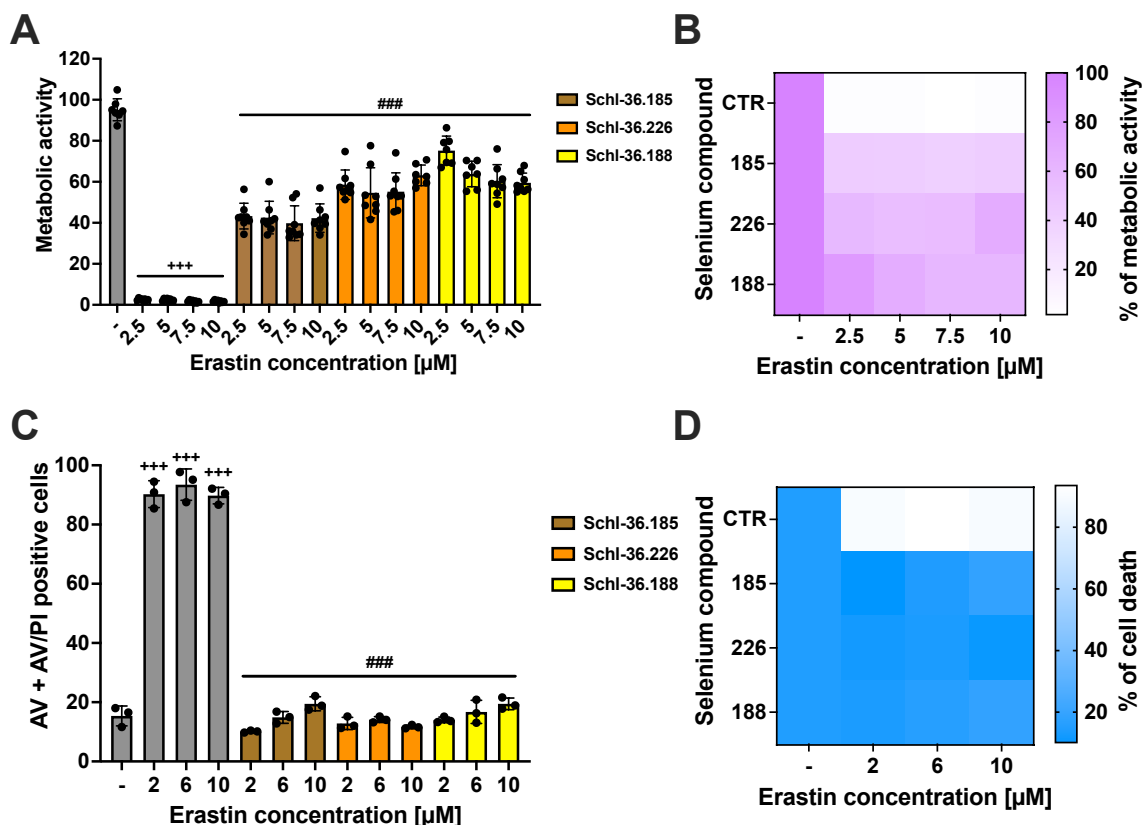 A
Metabolic activity
120
100
80
60
40
20
0
+++
###
- 2.5 5 7.5 10 2.5 5 7.5 10 2.5 5 7.5 10 2.5 5 7.5 10
Erastin concentration [µM]
Schl-36.185
Schl-36.226
Schl-36.188
B
Selenium compound
CTR
185
226
188
- 2.5 5 7.5 10
Erastin concentration [µM]
100
80
60
40
20
% of metabolic activity
C
AV + AV/PI positive cells
100
80
60
40
20
0
+++ +++ +++
###
- 2 6 10 2 6 10 2 6 10 2 6 10
Erastin concentration [µM]
Schl-36.185
Schl-36.226
Schl-36.188
D
Selenium compound
CTR
185
226
188
- 2 6 10
Erastin concentration [µM]
80
60
40
20
% of cell death